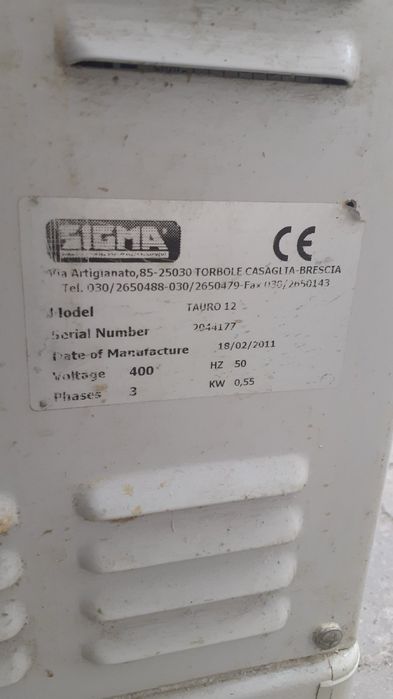 SIGMA
CE
Via Artigianato,85-25030 TORBOLE CASAGLIA-BRESCIA
Tel. 030/2650488-030/2650479-Fax 030/2650143
Model TAURO 12
Serial Number 2044177
Date of Manufacture 18/02/2011
Voltage 400 HZ 50
Phases 3 KW 0,55